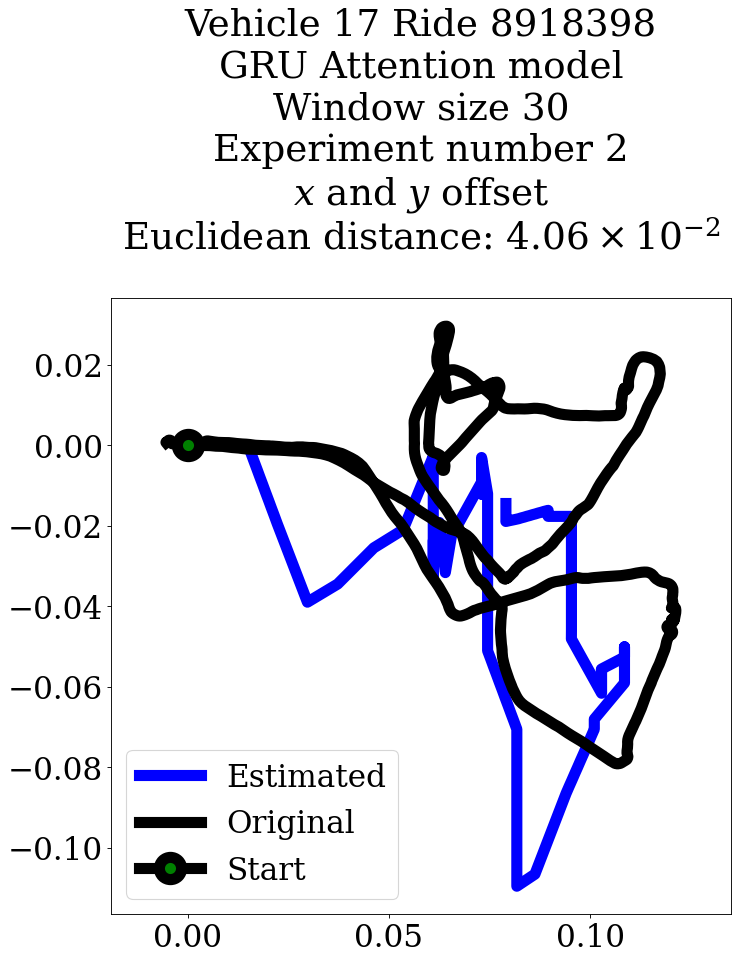 Vehicle 17 Ride 8918398
GRU Attention model
Window size 30
Experiment number 2
x and y offset
Euclidean distance: 4.06 × 10⁻²
0.02
0.00
−0.02
−0.04
−0.06
−0.08
−0.10
Estimated
Original
Start
0.00 0.05 0.10